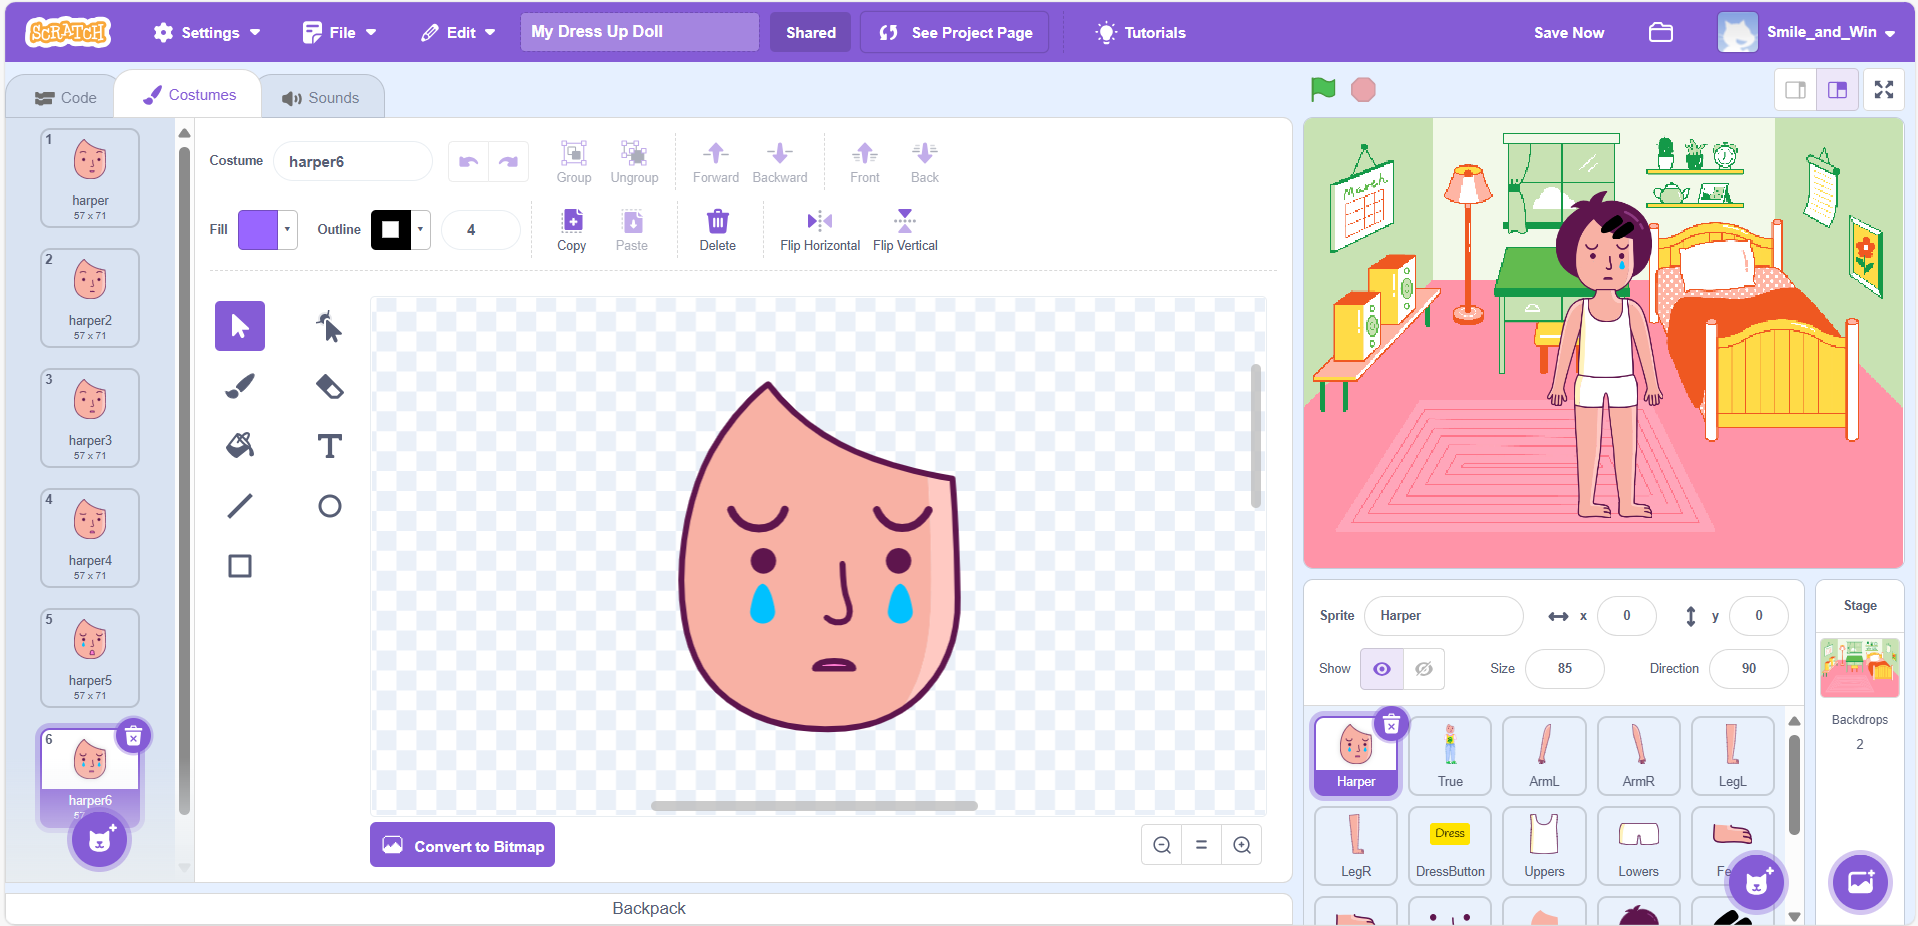 SCRATCH Settings File Edit My Dress Up Doll Shared See Project Page Tutorials Save Now Smile_and_Win
Code Costumes Sounds
1
harper
57 x 71
2
harper2
57 x 71
3
harper3
57 x 71
4
harper4
57 x 71
5
harper5
57 x 71
6
harper6
Costume harper6 Group Ungroup Forward Backward Front Back
Fill Outline 4 Copy Paste Delete Flip Horizontal Flip Vertical
Convert to Bitmap
Backpack
March
Sprite Harper x 0 y 0
Show Size 85 Direction 90
Harper True ArmL ArmR LegL
Dress
LegR DressButton Uppers Lowers
Stage
Backdrops
2